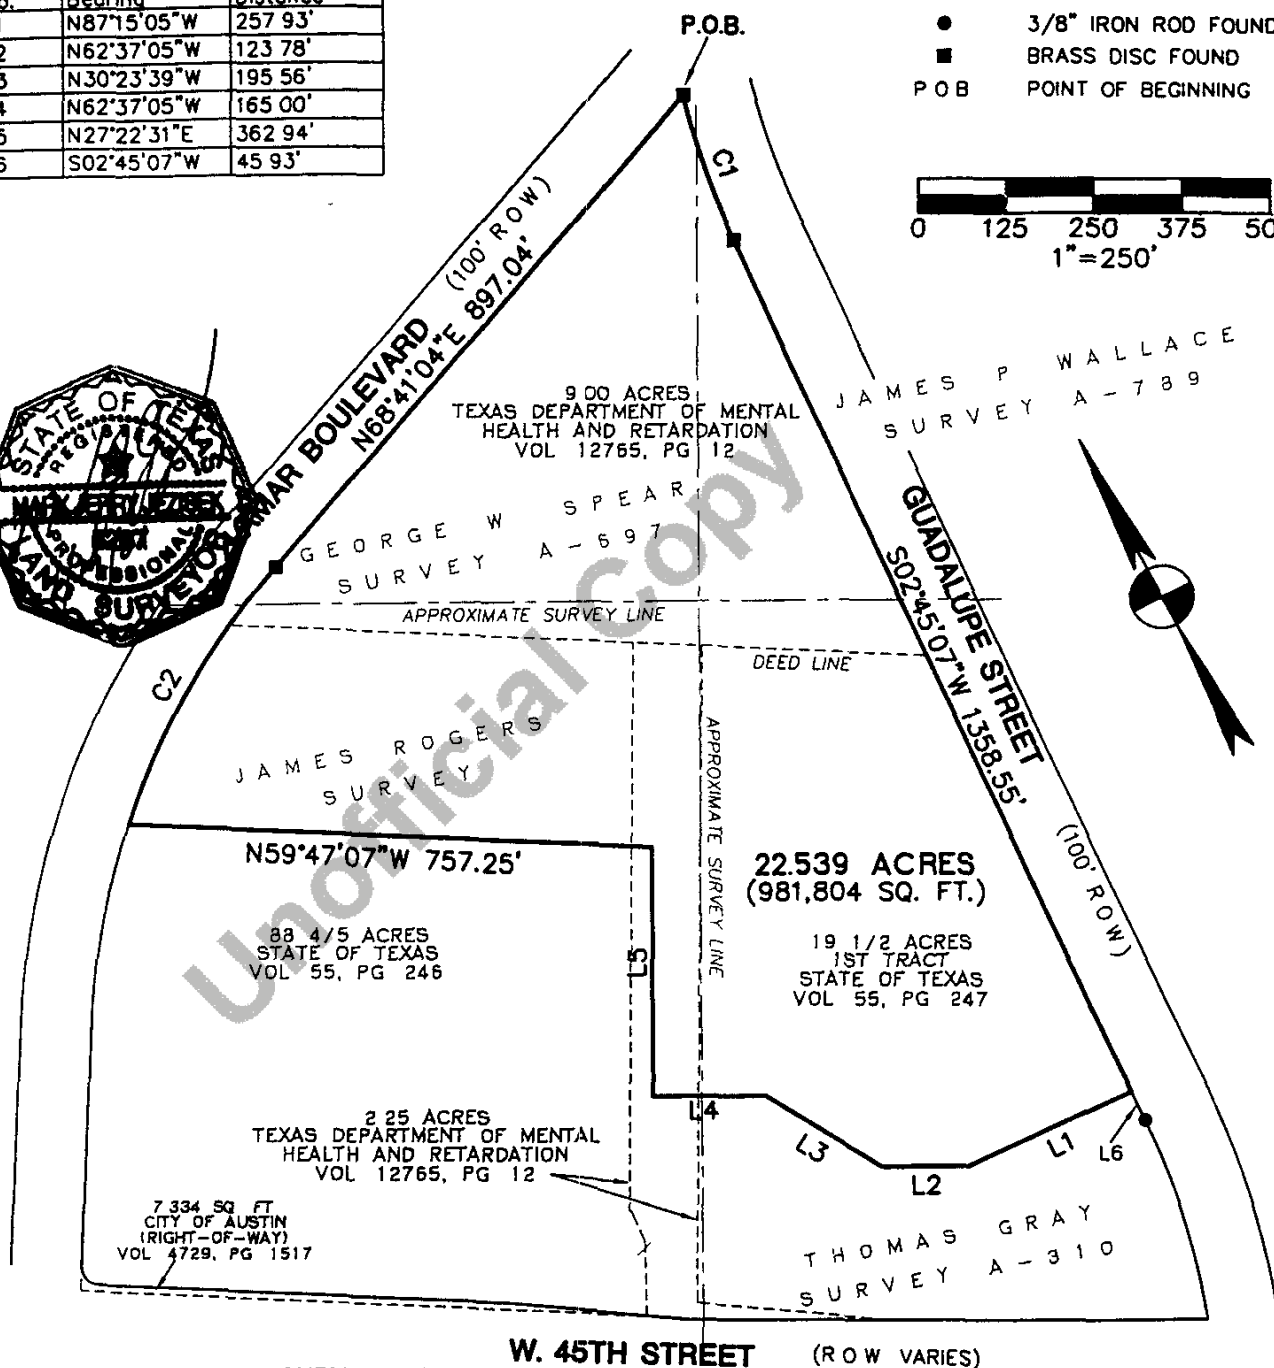 Bearing Distance
N87°15'05"W 257 93'
N62°37'05"W 123 78'
N30°23'39"W 195 56'
N62°37'05"W 165 00'
N27°22'31"E 362 94'
S02°45'07"W 45 93'
P.O.B.
3/8" IRON ROD FOUND
BRASS DISC FOUND
P O B POINT OF BEGINNING
0 125 250 375
1"=250'
C1
(100' ROW)
LAMAR BOULEVARD
N68°41'04"E 897.04'
JAMES P WALLACE
SURVEY A-789
9 00 ACRES
TEXAS DEPARTMENT OF MENTAL
HEALTH AND RETARDATION
VOL 12765, PG 12
STATE OF TEXAS
REGISTERED
MARK JERRY JEZISEK
PROFESSIONAL
LAND SURVEYOR
GEORGE W SPEAR
SURVEY A-697
APPROXIMATE SURVEY LINE
GUADALUPE STREET
S02°45'07"W 1358.55'
(100' ROW)
DEED LINE
C2
JAMES ROGERS
SURVEY
APPROXIMATE SURVEY LINE
Unofficial Copy
N59°47'07"W 757.25'
22.539 ACRES
(981,804 SQ. FT.)
88 4/5 ACRES
STATE OF TEXAS
VOL 55, PG 246
L5
19 1/2 ACRES
1ST TRACT
STATE OF TEXAS
VOL 55, PG 247
L4
L3
L2
L1
L6
2 25 ACRES
TEXAS DEPARTMENT OF MENTAL
HEALTH AND RETARDATION
VOL 12765, PG 12
7 334 SQ FT
CITY OF AUSTIN
(RIGHT-OF-WAY)
VOL 4729, PG 1517
THOMAS GRAY
SURVEY A-310
W. 45TH STREET (R O W VARIES)